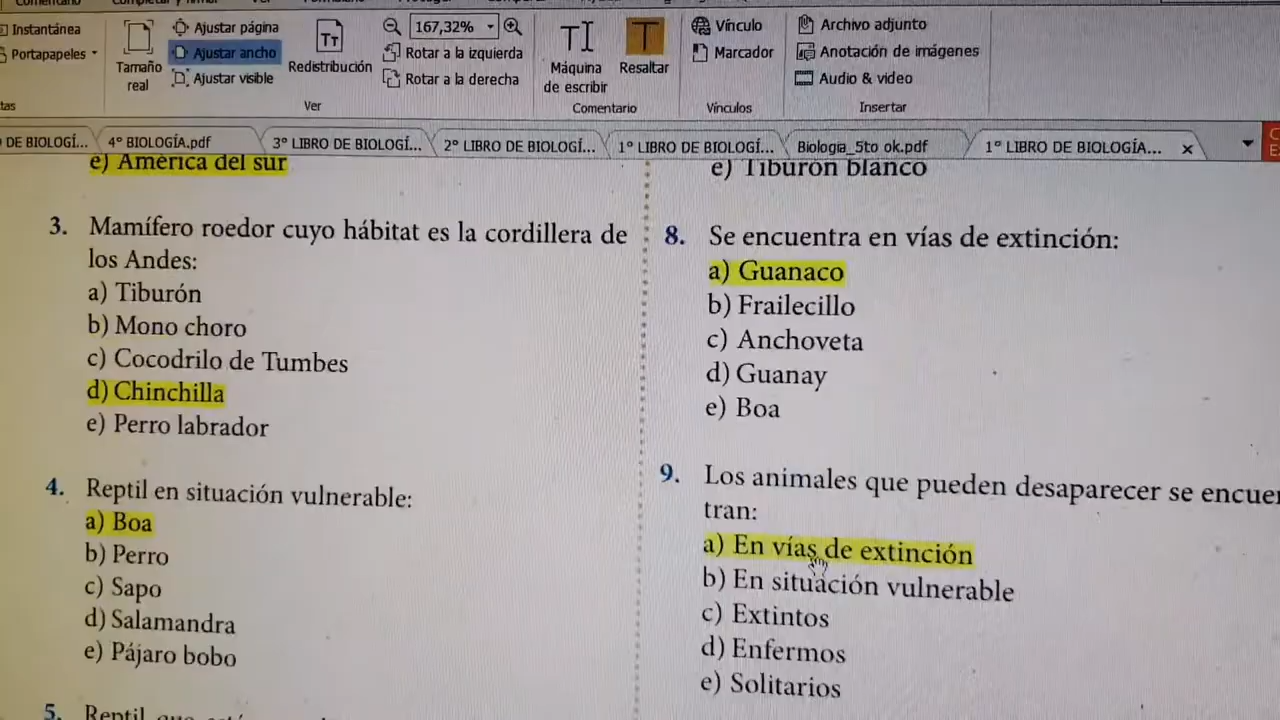 Instantánea
Portapapeles
Tamaño
real
Ajustar página
Ajustar ancho
Ajustar visible
Redistribución
167,32%
Rotar a la izquierda
Rotar a la derecha
Ver
Máquina
de escribir
Resaltar
Comentario
Vínculo
Marcador
Vínculos
Archivo adjunto
Anotación de imágenes
Audio & video
Insertar
DE BIOLOGÍ...
4° BIOLOGÍA.pdf
3° LIBRO DE BIOLOGÍ...
2° LIBRO DE BIOLOGÍ...
1° LIBRO DE BIOLOGÍ...
Biologia_5to ok.pdf
1° LIBRO DE BIOLOGÍA...
e) América del sur
3. Mamífero roedor cuyo hábitat es la cordillera de
los Andes:
a) Tiburón
b) Mono choro
c) Cocodrilo de Tumbes
d) Chinchilla
e) Perro labrador
4. Reptil en situación vulnerable:
a) Boa
b) Perro
c) Sapo
d) Salamandra
e) Pájaro bobo
5. Reptil que
e) Tiburón blanco
8. Se encuentra en vías de extinción:
a) Guanaco
b) Frailecillo
c) Anchoveta
d) Guanay
e) Boa
9. Los animales que pueden desaparecer se encuen
tran:
a) En vías de extinción
b) En situación vulnerable
c) Extintos
d) Enfermos
e) Solitarios